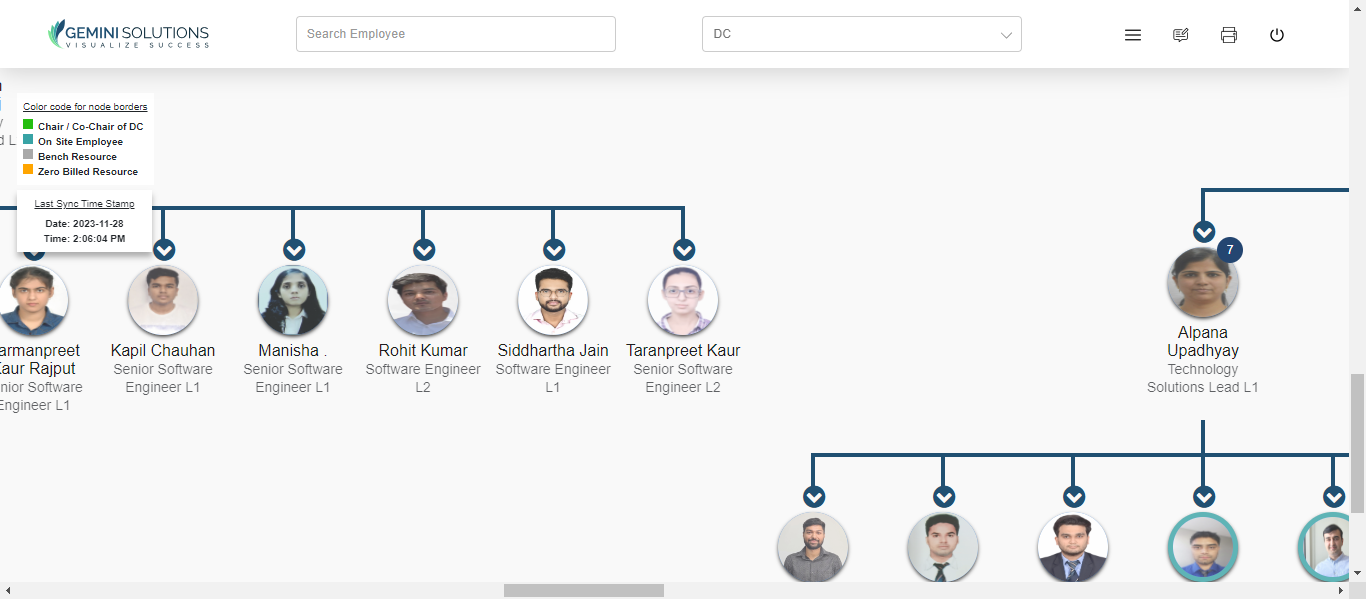 GEMINI SOLUTIONS
VISUALIZE SUCCESS
Search Employee
DC
Color code for node borders
Chair / Co-Chair of DC
On Site Employee
Bench Resource
Zero Billed Resource
Last Sync Time Stamp
Date: 2023-11-28
Time: 2:06:04 PM
armanpreet
Kaur Rajput
nior Software
Engineer L1
Kapil Chauhan
Senior Software
Engineer L1
Manisha .
Senior Software
Engineer L1
Rohit Kumar
Software Engineer
L2
Siddhartha Jain
Software Engineer
L1
Taranpreet Kaur
Senior Software
Engineer L2
7
Alpana
Upadhyay
Technology
Solutions Lead L1